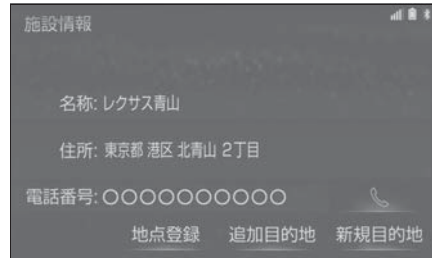 施設情報
名称: レクサス青山
住所: 東京都 港区 北青山 2丁目
電話番号: ○○○○○○○○○○
地点登録 追加目的地 新規目的地